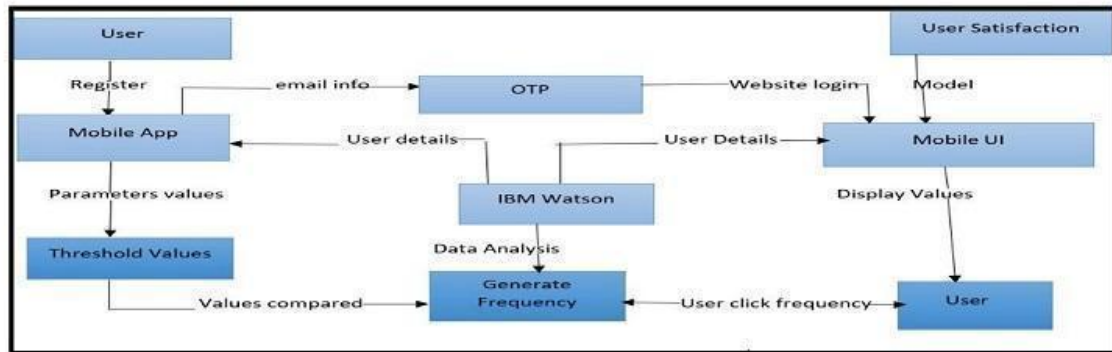 User
User Satisfaction
Register
email info
OTP
Website login
Model
Mobile App
User details
User Details
Mobile UI
Parameters values
IBM Watson
Display Values
Threshold Values
Data Analysis
Generate
Frequency
Values compared
User click frequency
User